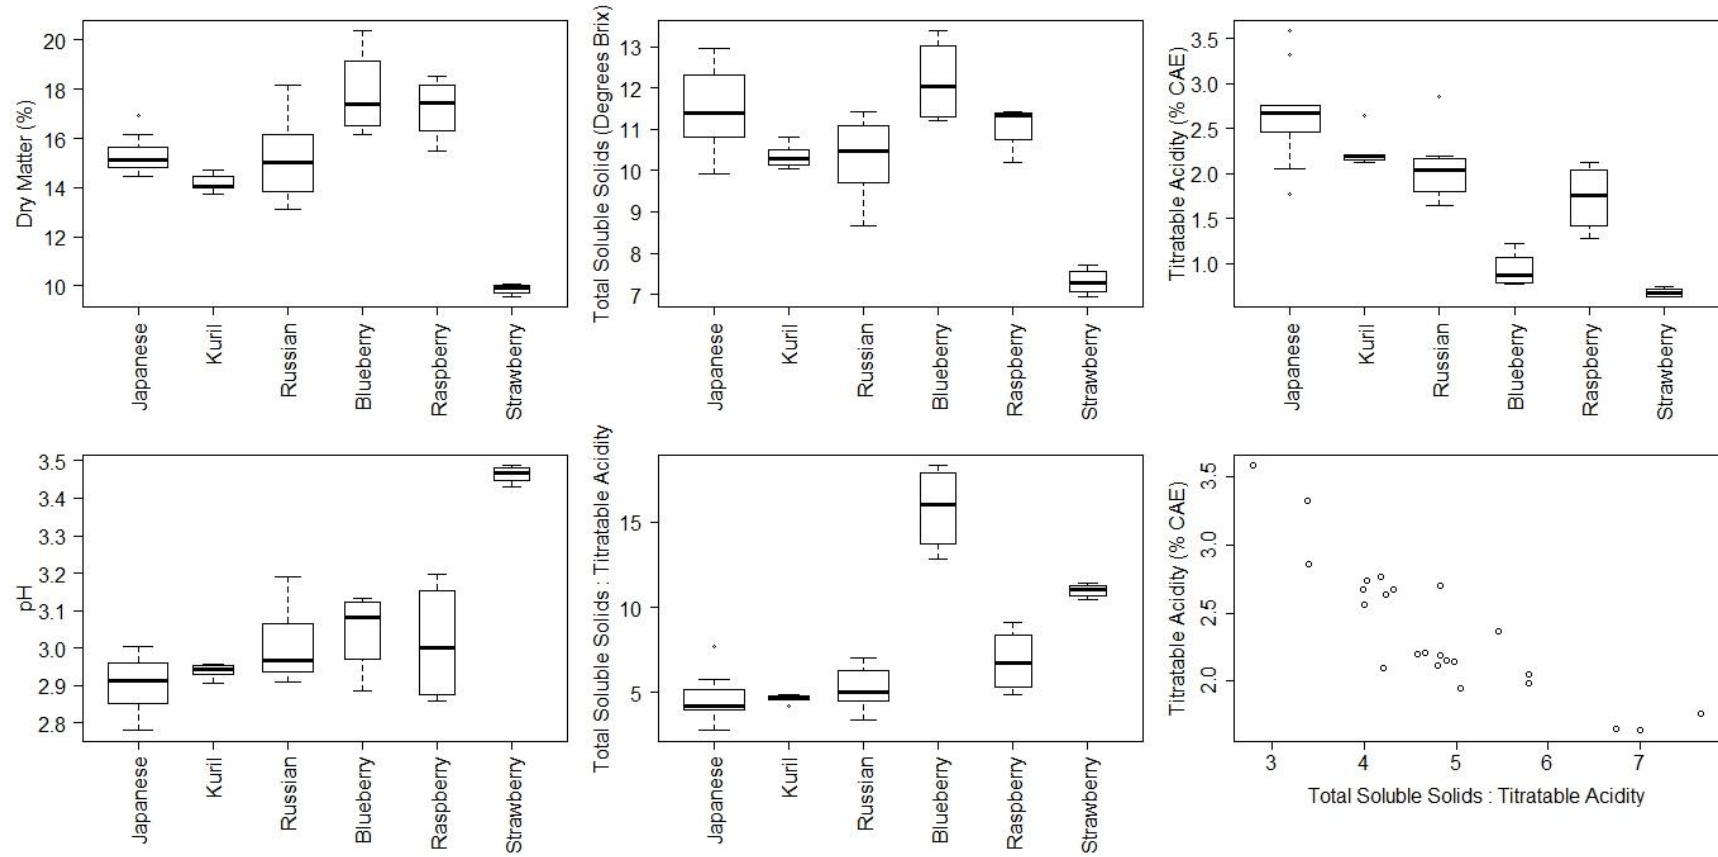 Dry Matter (%)
20
18
16
14
12
10
Japanese
Kuril
Russian
Blueberry
Raspberry
Strawberry
Total Soluble Solids (Degrees Brix)
13
12
11
10
9
8
7
Japanese
Kuril
Russian
Blueberry
Raspberry
Strawberry
Titratable Acidity (% CAE)
3.5
3.0
2.5
2.0
1.5
1.0
Japanese
Kuril
Russian
Blueberry
Raspberry
Strawberry
pH
3.5
3.4
3.3
3.2
3.1
3.0
2.9
2.8
Japanese
Kuril
Russian
Blueberry
Raspberry
Strawberry
Total Soluble Solids : Titratable Acidity
15
10
5
Japanese
Kuril
Russian
Blueberry
Raspberry
Strawberry
Titratable Acidity (% CAE)
3.5
3.0
2.5
2.0
3 4 5 6 7
Total Soluble Solids : Titratable Acidity